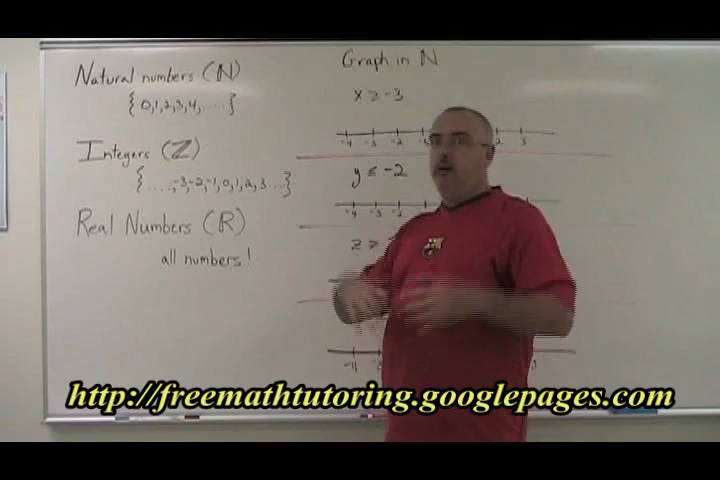 Natural numbers (ℕ)
{ 0,1,2,3,4,..... }
Integers (ℤ)
{ ....,-3,-2,-1,0,1,2,3...}
Real Numbers (ℝ)
all numbers!
Graph in ℕ
x ≥ -3
-4 -3 -2 2 3
y ≤ -2
-4 -3 -2
z ≥
-11
http://freemathtutoring.googlepages.com